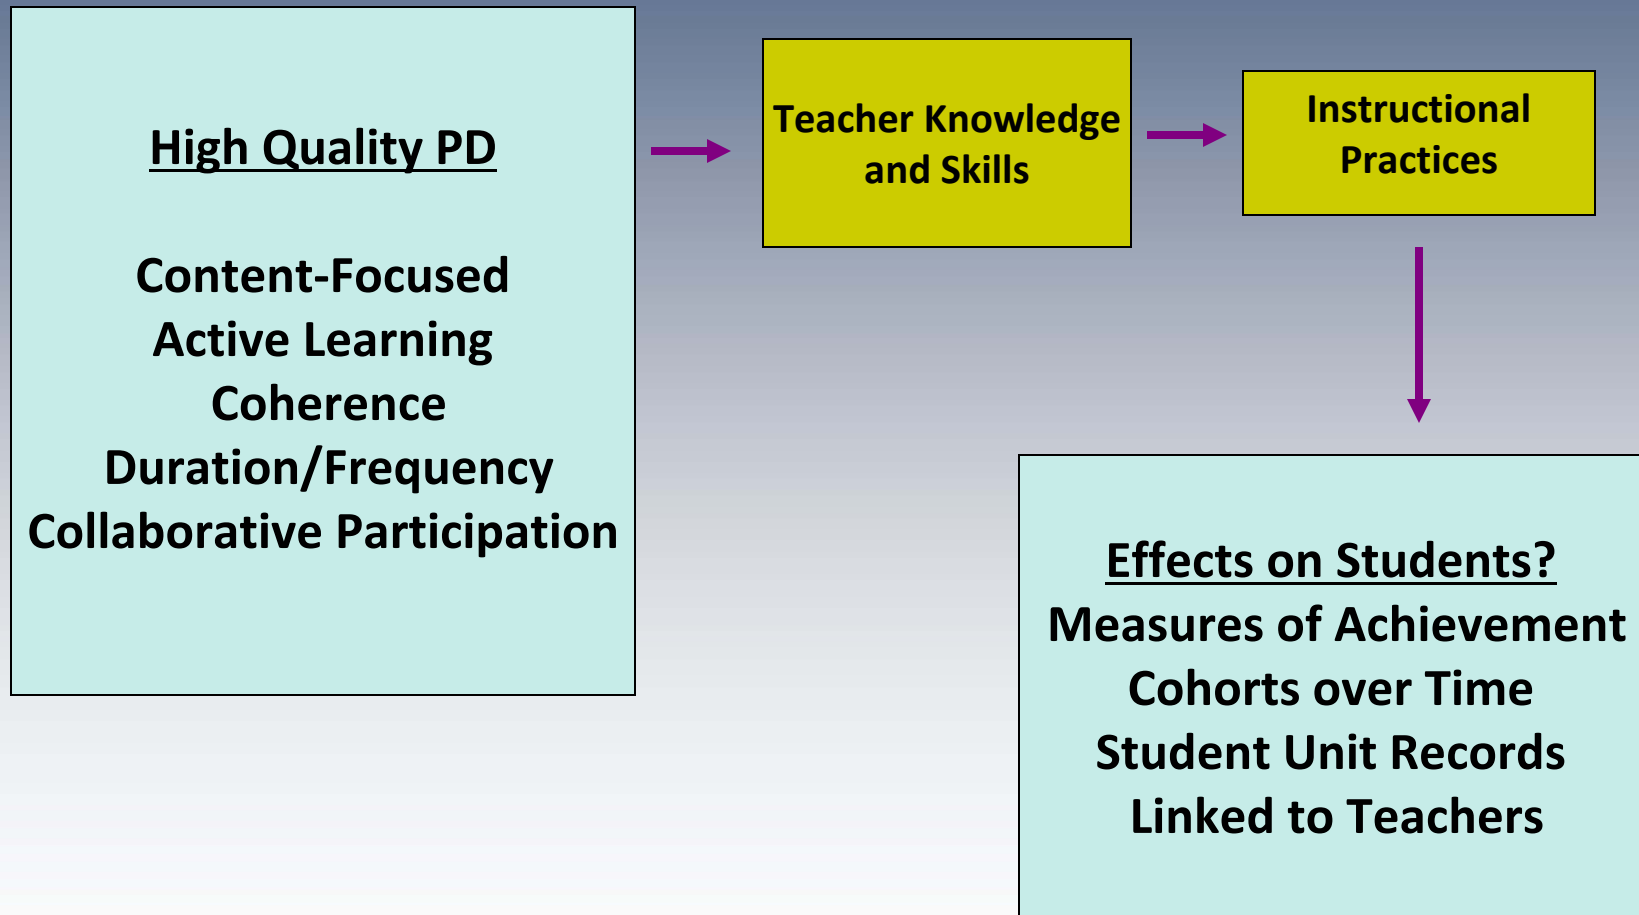 High Quality PD
Content-Focused
Active Learning
Coherence
Duration/Frequency
Collaborative Participation
Teacher Knowledge
and Skills
Instructional
Practices
Effects on Students?
Measures of Achievement
Cohorts over Time
Student Unit Records
Linked to Teachers